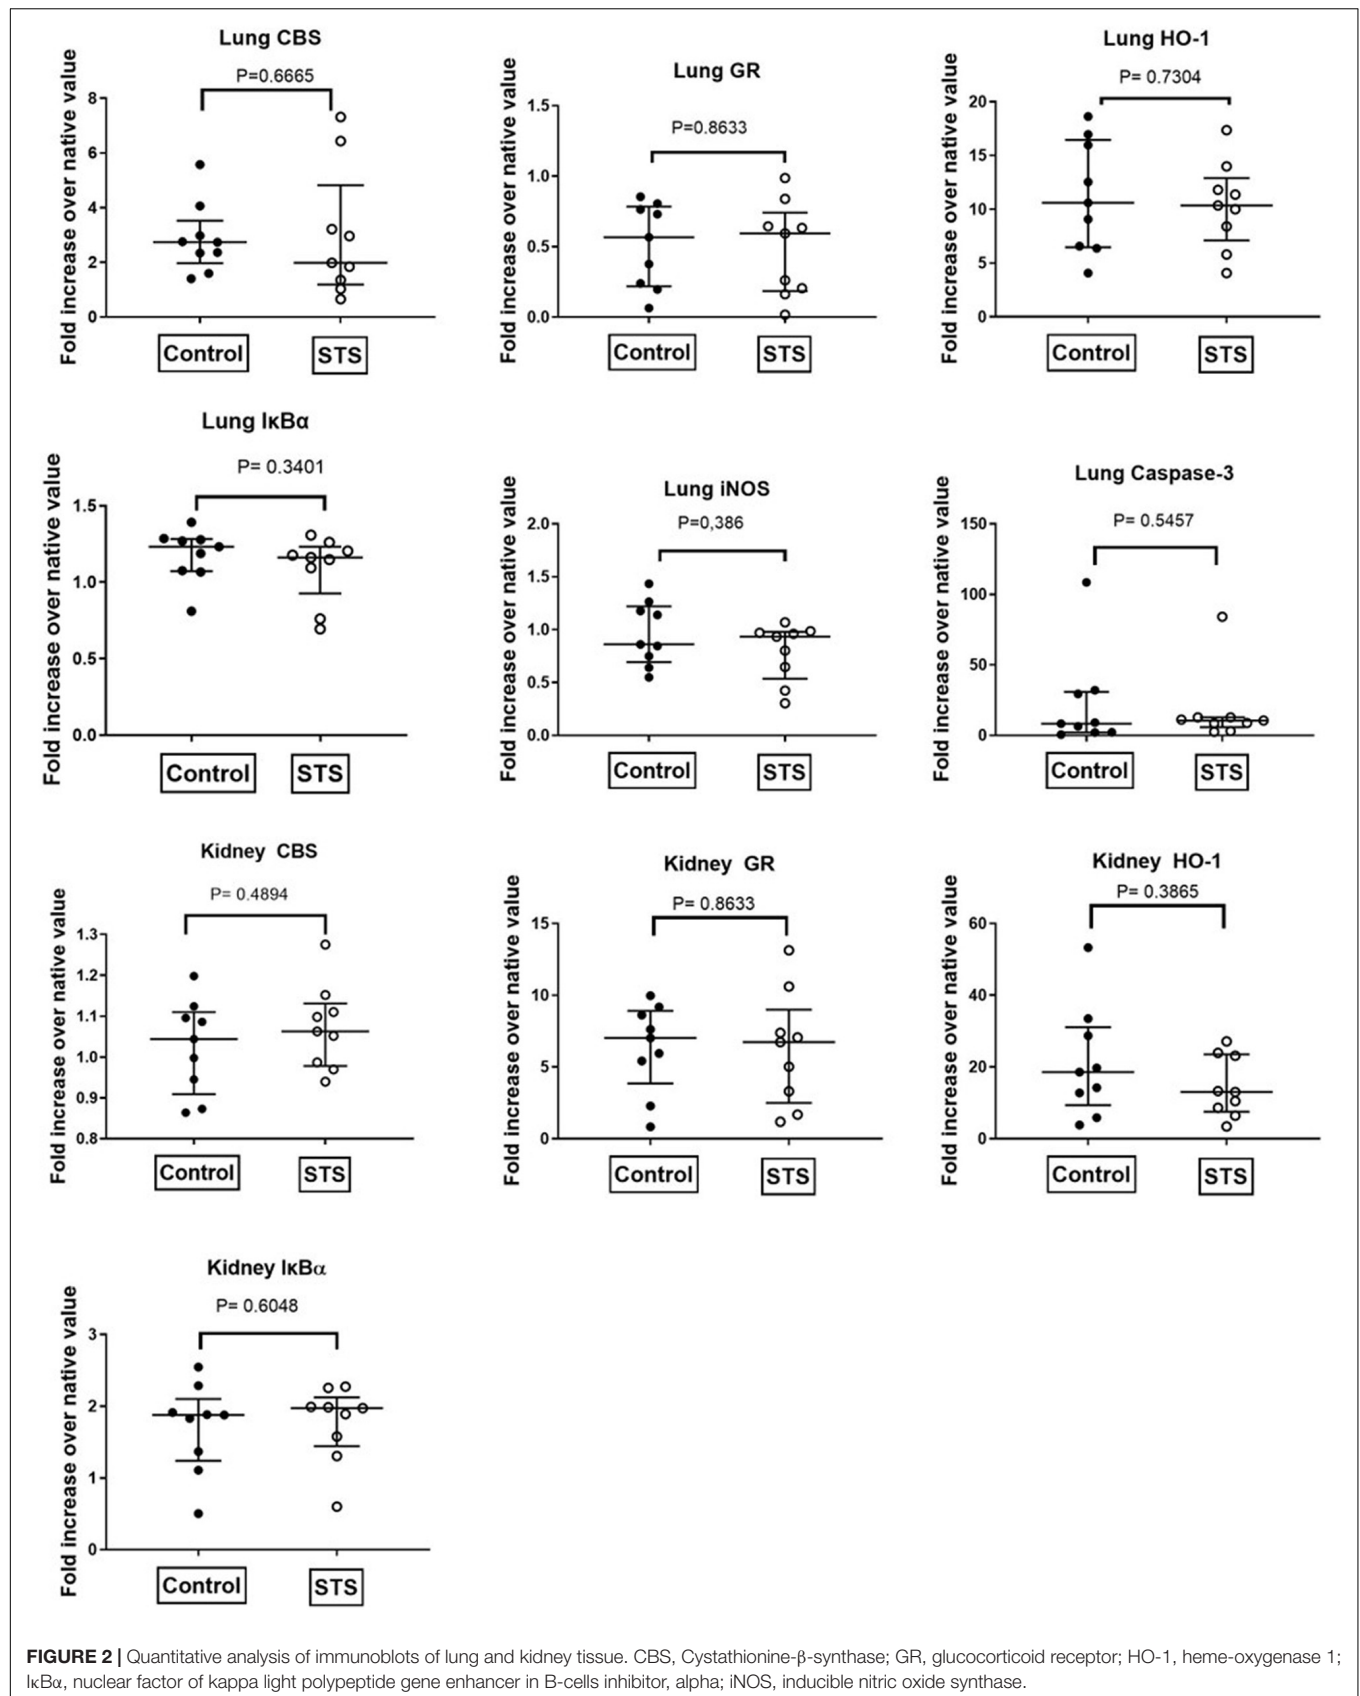 Lung CBS
P=0.6665
Fold increase over native value
8
6
4
2
0
Control
STS
Lung GR
P=0.8633
Fold increase over native value
1.5
1.0
0.5
0.0
Control
STS
Lung HO-1
P= 0.7304
Fold increase over native value
20
15
10
5
0
Control
STS
Lung IκBα
P= 0.3401
Fold increase over native value
1.5
1.0
0.5
0.0
Control
STS
Lung iNOS
P=0,386
Fold increase over native value
2.0
1.5
1.0
0.5
0.0
Control
STS
Lung Caspase-3
P= 0.5457
Fold increase over native value
150
100
50
0
Control
STS
Kidney CBS
P= 0.4894
Fold increase over native value
1.3
1.2
1.1
1.0
0.9
0.8
Control
STS
Kidney GR
P= 0.8633
Fold increase over native value
15
10
5
0
Control
STS
Kidney HO-1
P= 0.3865
Fold increase over native value
60
40
20
0
Control
STS
Kidney IκBα
P= 0.6048
Fold increase over native value
3
2
1
0
Control
STS
FIGURE 2 | Quantitative analysis of immunoblots of lung and kidney tissue. CBS, Cystathionine-β-synthase; GR, glucocorticoid receptor; HO-1, heme-oxygenase 1;
IκBα, nuclear factor of kappa light polypeptide gene enhancer in B-cells inhibitor, alpha; iNOS, inducible nitric oxide synthase.